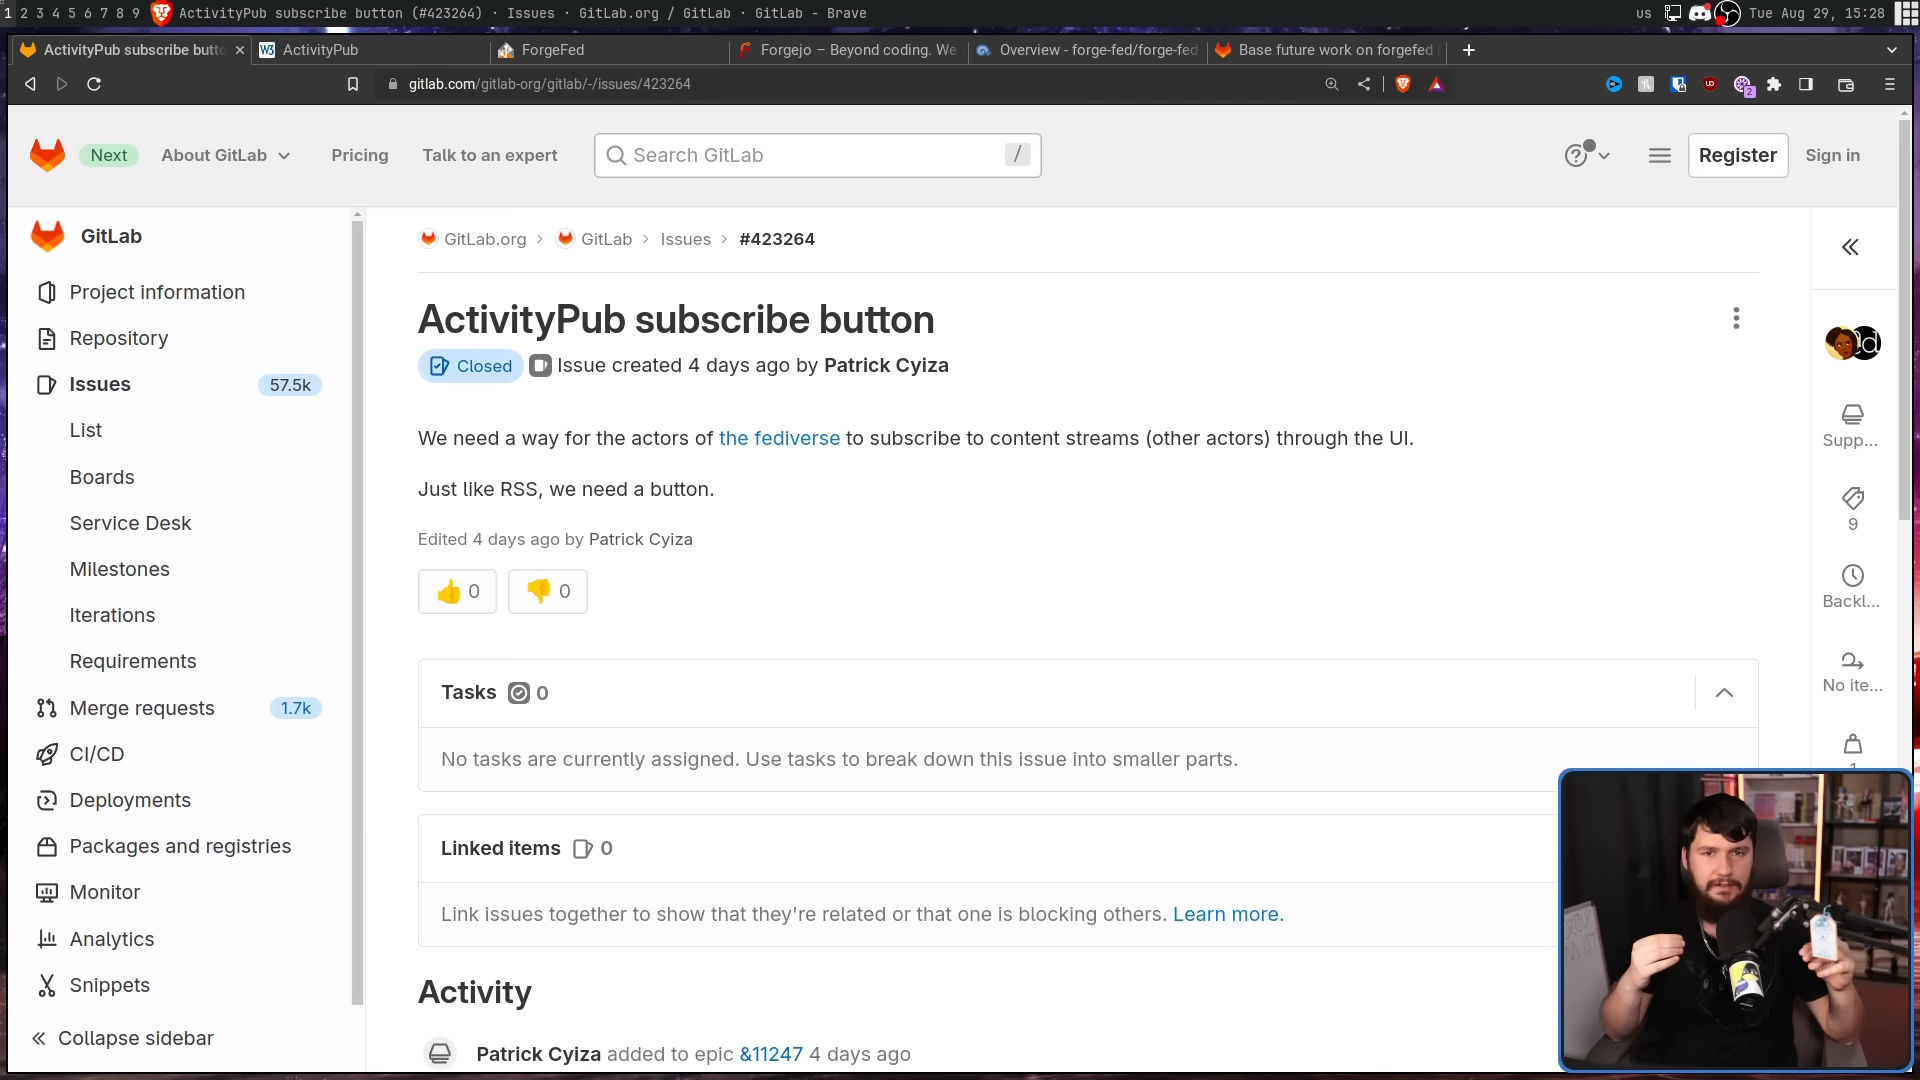 1 2 3 4 5 6 7 8 9 ActivityPub subscribe button (#423264) · Issues · GitLab.org / GitLab · GitLab - Brave
us Tue Aug 29, 15:28
ActivityPub subscribe butto
ActivityPub
ForgeFed
Forgejo – Beyond coding. We
Overview - forge-fed/forge-fed
Base future work on forgefed
gitlab.com/gitlab-org/gitlab/-/issues/423264
2
Next
About GitLab
Pricing
Talk to an expert
Search GitLab
/
Register
Sign in
GitLab
Project information
Repository
Issues 57.5k
List
Boards
Service Desk
Milestones
Iterations
Requirements
Merge requests 1.7k
CI/CD
Deployments
Packages and registries
Monitor
Analytics
Snippets
Collapse sidebar
GitLab.org > GitLab > Issues > #423264
ActivityPub subscribe button
Closed Issue created 4 days ago by Patrick Cyiza
We need a way for the actors of the fediverse to subscribe to content streams (other actors) through the UI.
Just like RSS, we need a button.
Edited 4 days ago by Patrick Cyiza
👍 0 👎 0
Tasks 0
No tasks are currently assigned. Use tasks to break down this issue into smaller parts.
Linked items 0
Link issues together to show that they're related or that one is blocking others. Learn more.
Activity
Patrick Cyiza added to epic &11247 4 days ago
Supp...
9
Backl...
No ite...
1